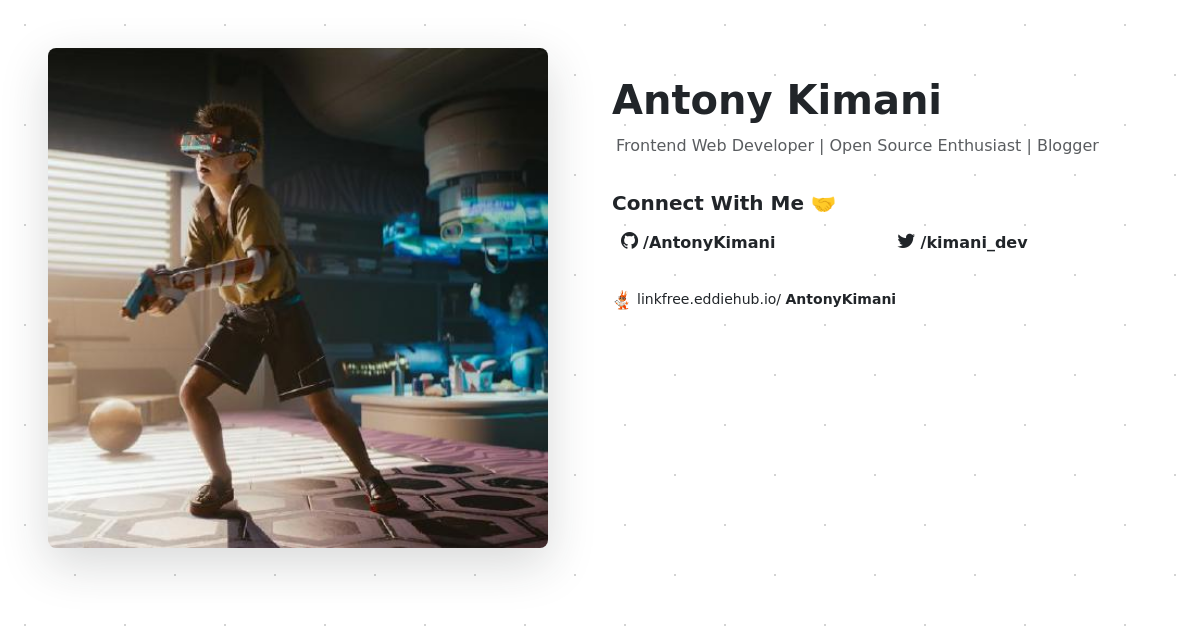 Antony Kimani
Frontend Web Developer | Open Source Enthusiast | Blogger
Connect With Me 🤝
/AntonyKimani
/kimani_dev
linkfree.eddiehub.io/ AntonyKimani